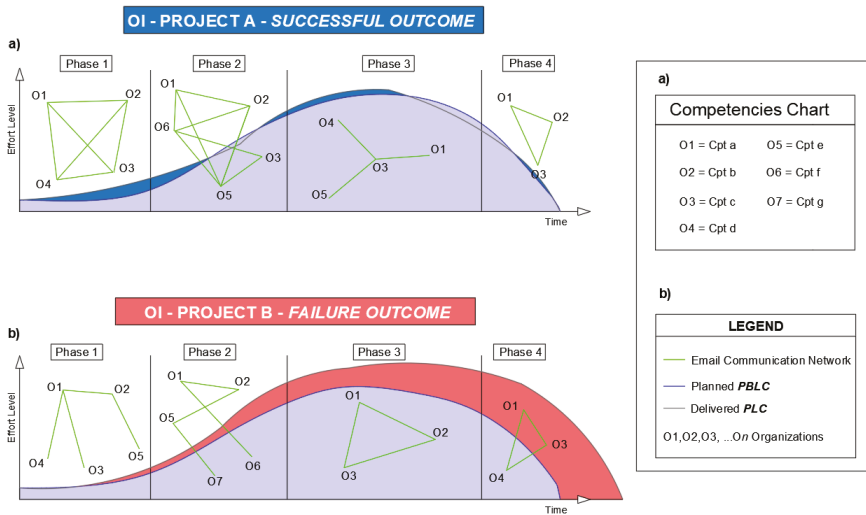 OI - PROJECT A - SUCCESSFUL OUTCOME
a)
Phase 1
Phase 2
Phase 3
Phase 4
Effort Level
O1
O2
O3
O4
O1
O2
O6
O3
O5
O4
O1
O3
O5
O1
O2
O3
Time
OI - PROJECT B - FAILURE OUTCOME
b)
Phase 1
Phase 2
Phase 3
Phase 4
Effort Level
O1
O2
O4
O3
O5
O1
O2
O5
O6
O7
O1
O2
O3
O1
O3
O4
Time
a)
Competencies Chart
O1 = Cpt a O5 = Cpt e
O2 = Cpt b O6 = Cpt f
O3 = Cpt c O7 = Cpt g
O4 = Cpt d
b)
LEGEND
Email Communication Network
Planned PBLC
Delivered PLC
O1,O2,O3, ...On Organizations